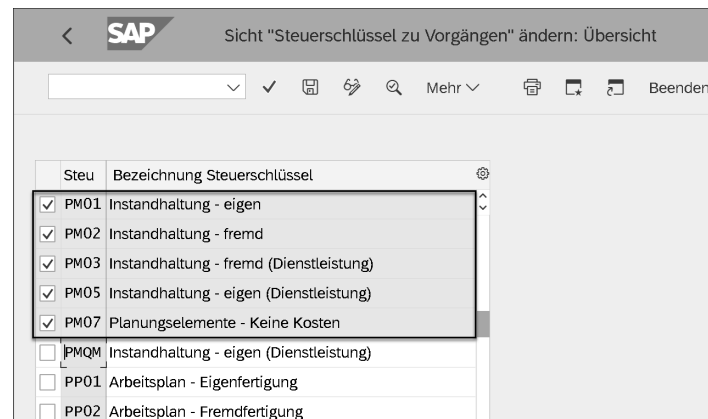 SAP Sicht "Steuerschlüssel zu Vorgängen" ändern: Übersicht
Mehr Beenden
Steu Bezeichnung Steuerschlüssel
PM01 Instandhaltung - eigen
PM02 Instandhaltung - fremd
PM03 Instandhaltung - fremd (Dienstleistung)
PM05 Instandhaltung - eigen (Dienstleistung)
PM07 Planungselemente - Keine Kosten
PMQM Instandhaltung - eigen (Dienstleistung)
PP01 Arbeitsplan - Eigenfertigung
PP02 Arbeitsplan - Fremdfertigung